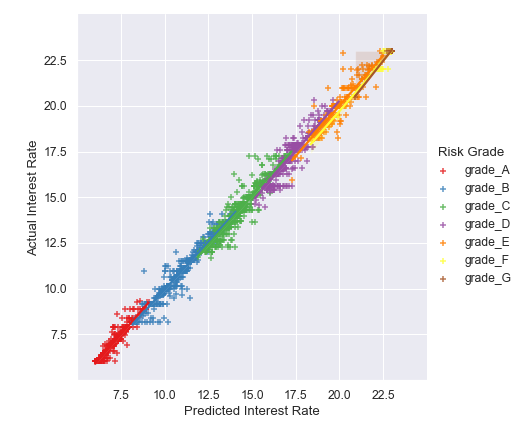 22.5
20.0
17.5
15.0
12.5
10.0
7.5
Actual Interest Rate
7.5 10.0 12.5 15.0 17.5 20.0 22.5
Predicted Interest Rate
Risk Grade
grade_A
grade_B
grade_C
grade_D
grade_E
grade_F
grade_G